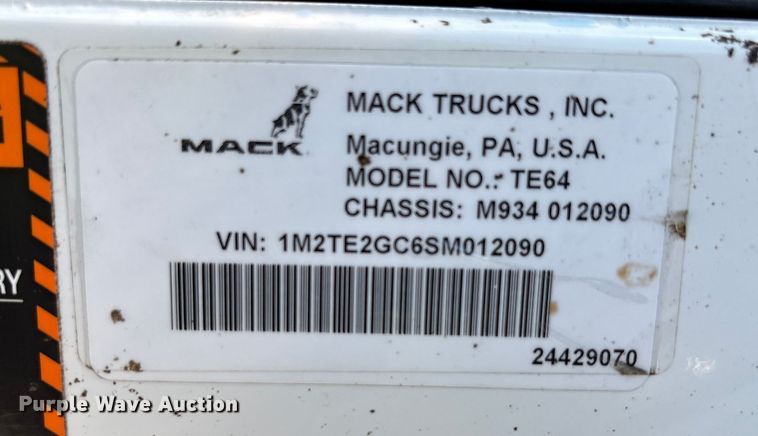 MACK
MACK TRUCKS , INC.
Macungie, PA, U.S.A.
MODEL NO.: TE64
CHASSIS: M934 012090
VIN: 1M2TE2GC6SM012090
24429070
RY
Purple Wave Auction